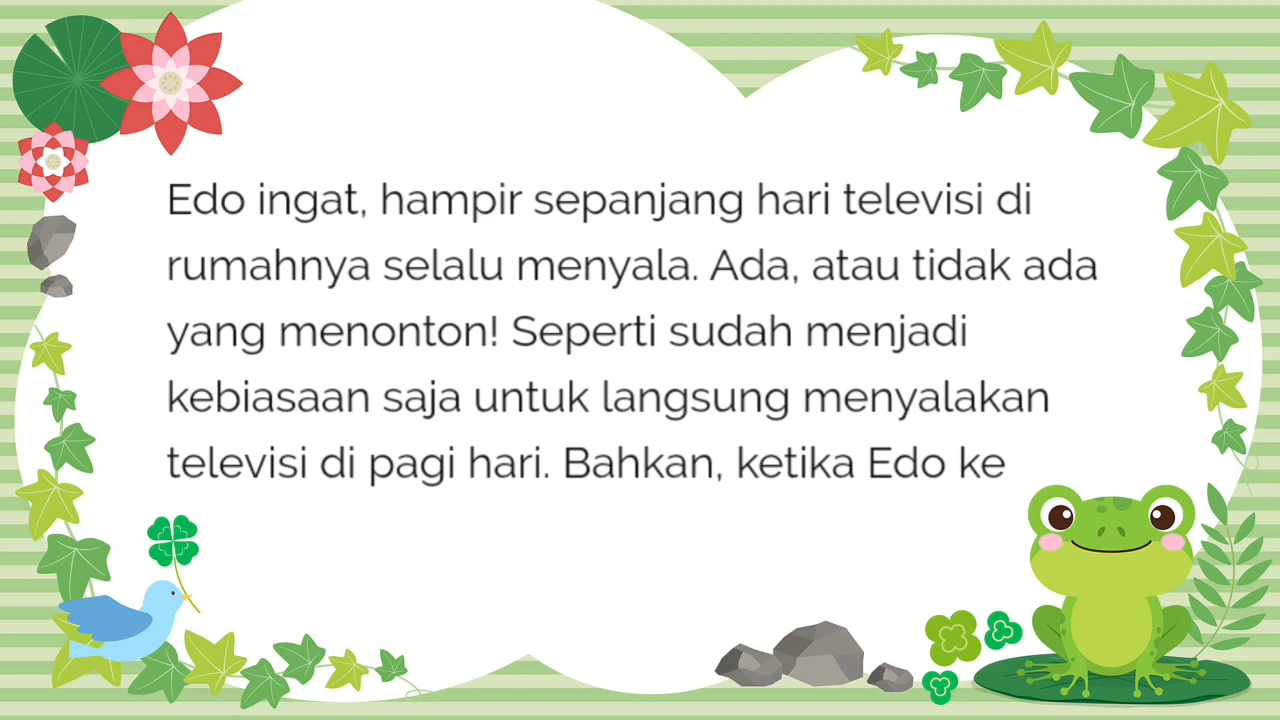 Edo ingat, hampir sepanjang hari televisi di
rumahnya selalu menyala. Ada, atau tidak ada
yang menonton! Seperti sudah menjadi
kebiasaan saja untuk langsung menyalakan
televisi di pagi hari. Bahkan, ketika Edo ke